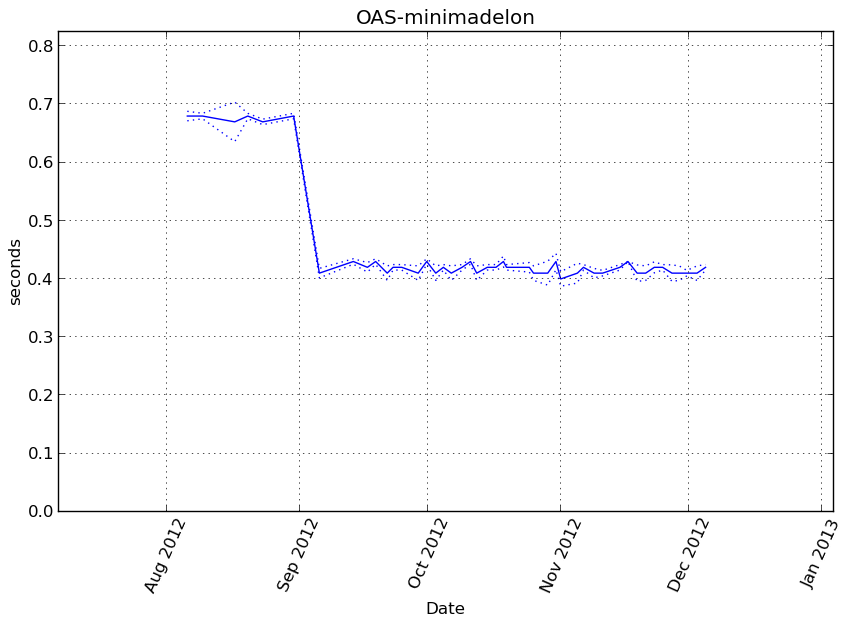 OAS-minimadelon
0.8
0.7
0.6
0.5
0.4
0.3
0.2
0.1
0.0
seconds
Aug 2012
Sep 2012
Oct 2012
Nov 2012
Dec 2012
Jan 2013
Date